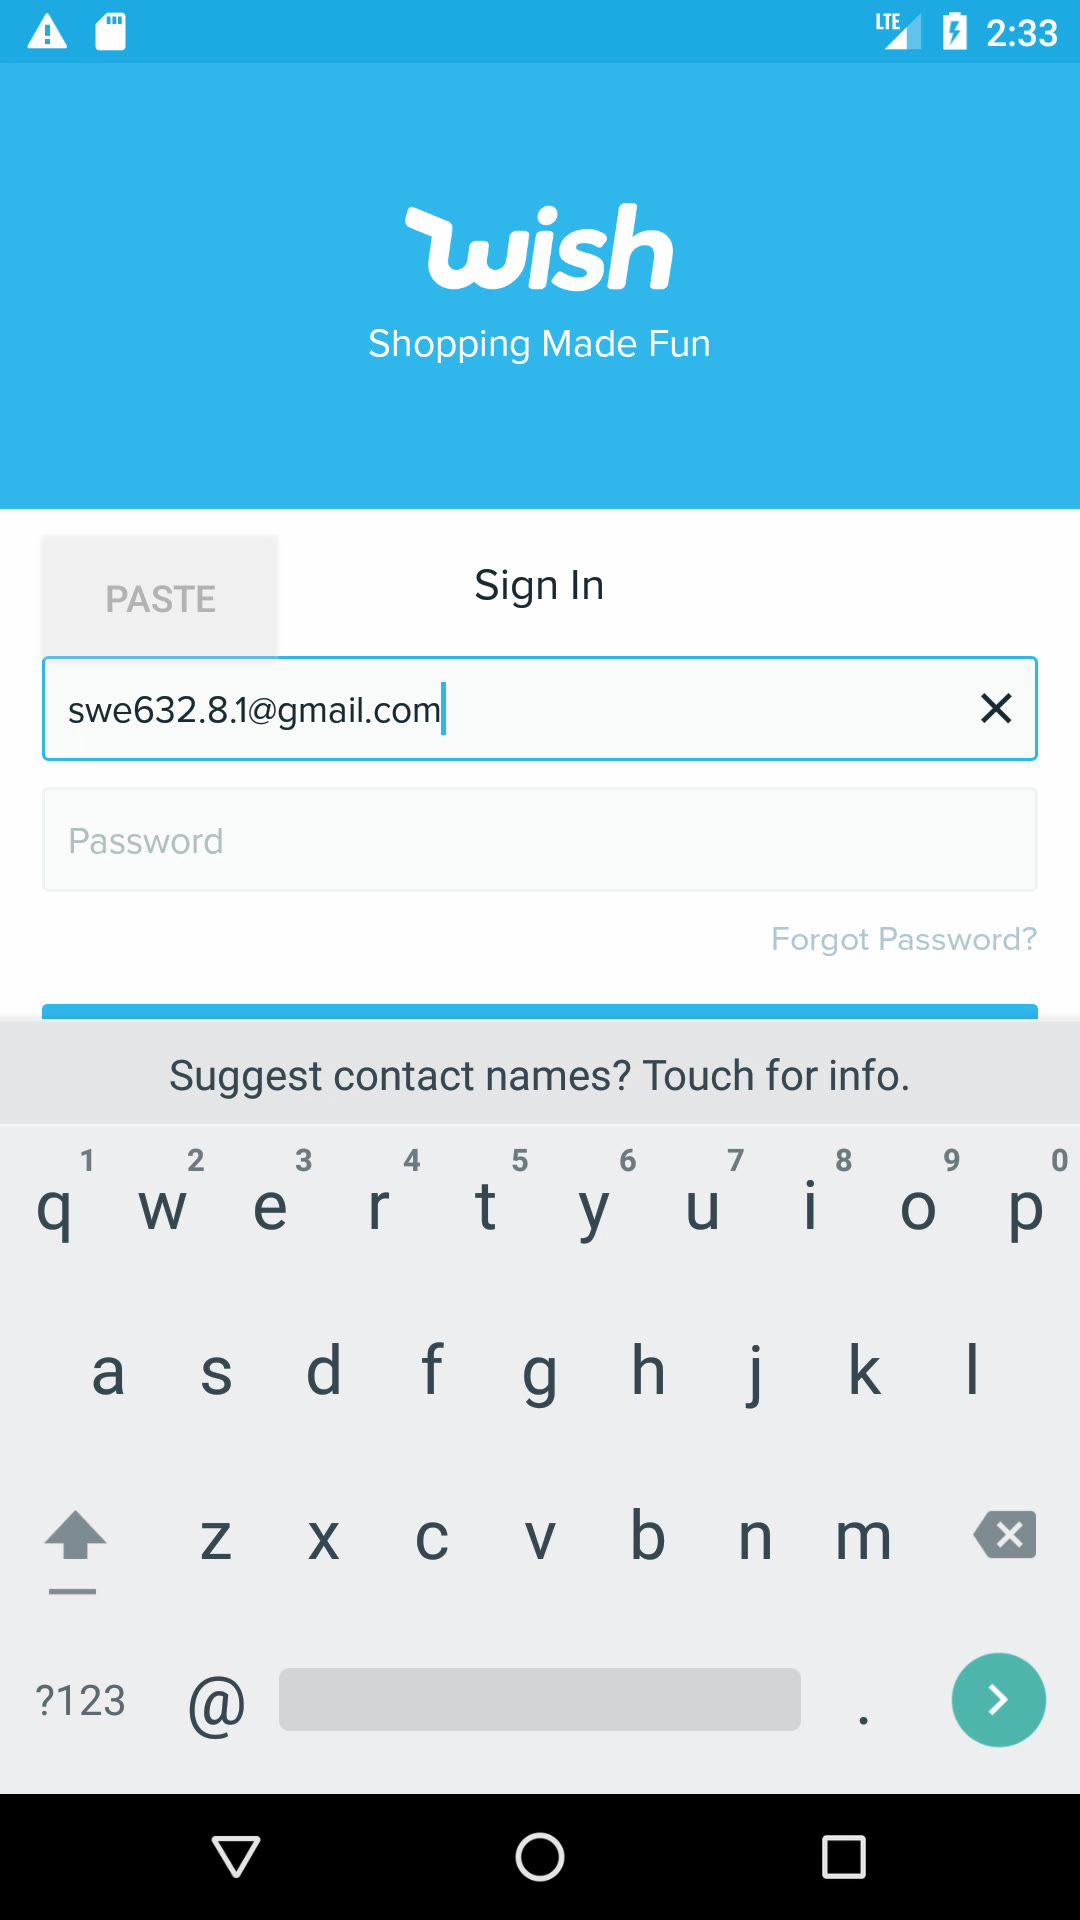 LTE 2:33
wish
Shopping Made Fun
PASTE
Sign In
swe632.8.1@gmail.com
Password
Forgot Password?
Suggest contact names? Touch for info.
1 2 3 4 5 6 7 8 9 0
q w e r t y u i o p
a s d f g h j k l
z x c v b n m
?123 @ .